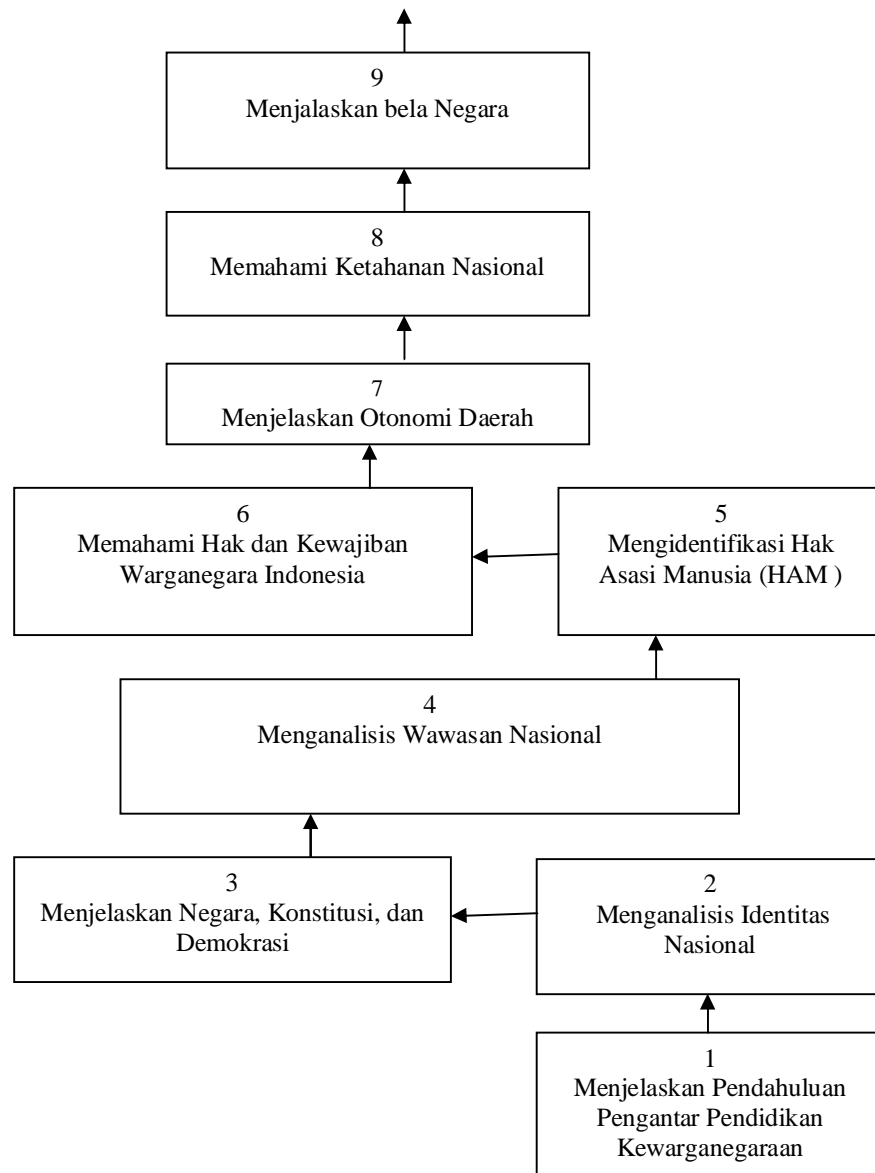 9
Menjalaskan bela Negara
8
Memahami Ketahanan Nasional
7
Menjelaskan Otonomi Daerah
6
Memahami Hak dan Kewajiban
Warganegara Indonesia
5
Mengidentifikasi Hak
Asasi Manusia (HAM )
4
Menganalisis Wawasan Nasional
3
Menjelaskan Negara, Konstitusi, dan
Demokrasi
2
Menganalisis Identitas
Nasional
1
Menjelaskan Pendahuluan
Pengantar Pendidikan
Kewarganegaraan